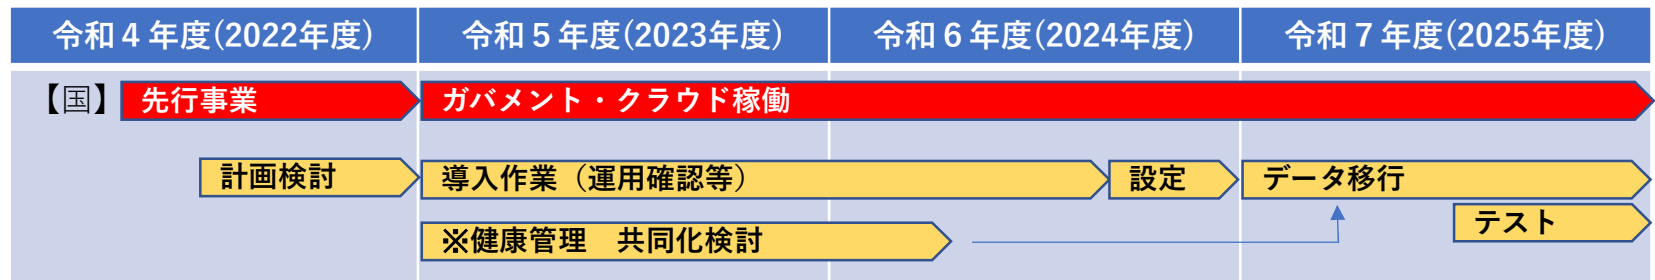 令和４年度(2022年度)
令和５年度(2023年度)
令和６年度(2024年度)
令和７年度(2025年度)
【国】
先行事業
ガバメント・クラウド稼働
計画検討
導入作業（運用確認等）
設定
データ移行
テスト
※健康管理　共同化検討